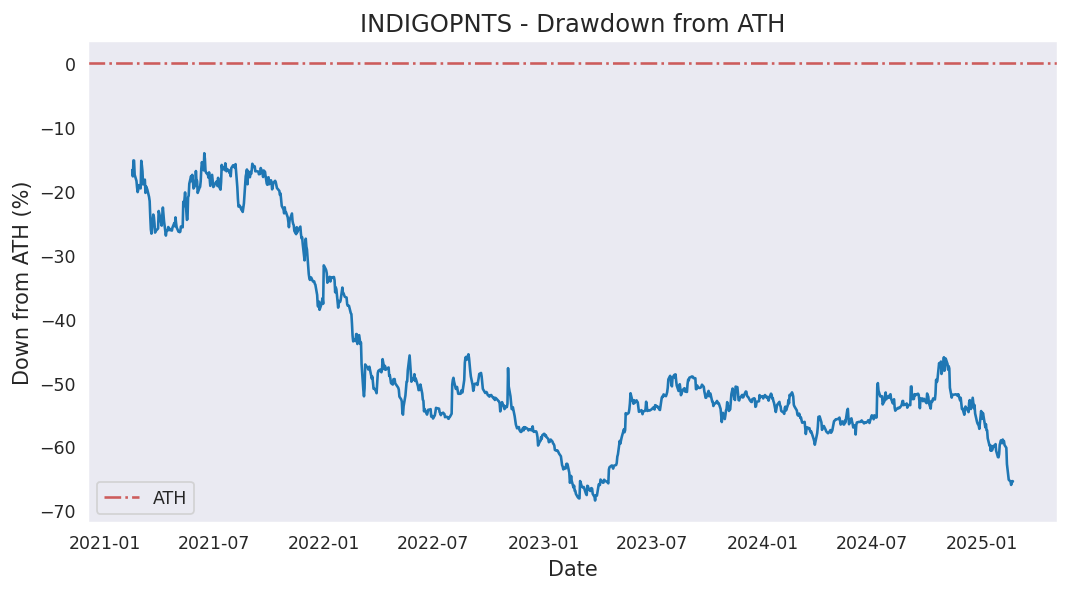 INDIGOPNTS - Drawdown from ATH
Down from ATH (%)
0
−10
−20
−30
−40
−50
−60
−70
ATH
2021-01 2021-07 2022-01 2022-07 2023-01 2023-07 2024-01 2024-07 2025-01
Date